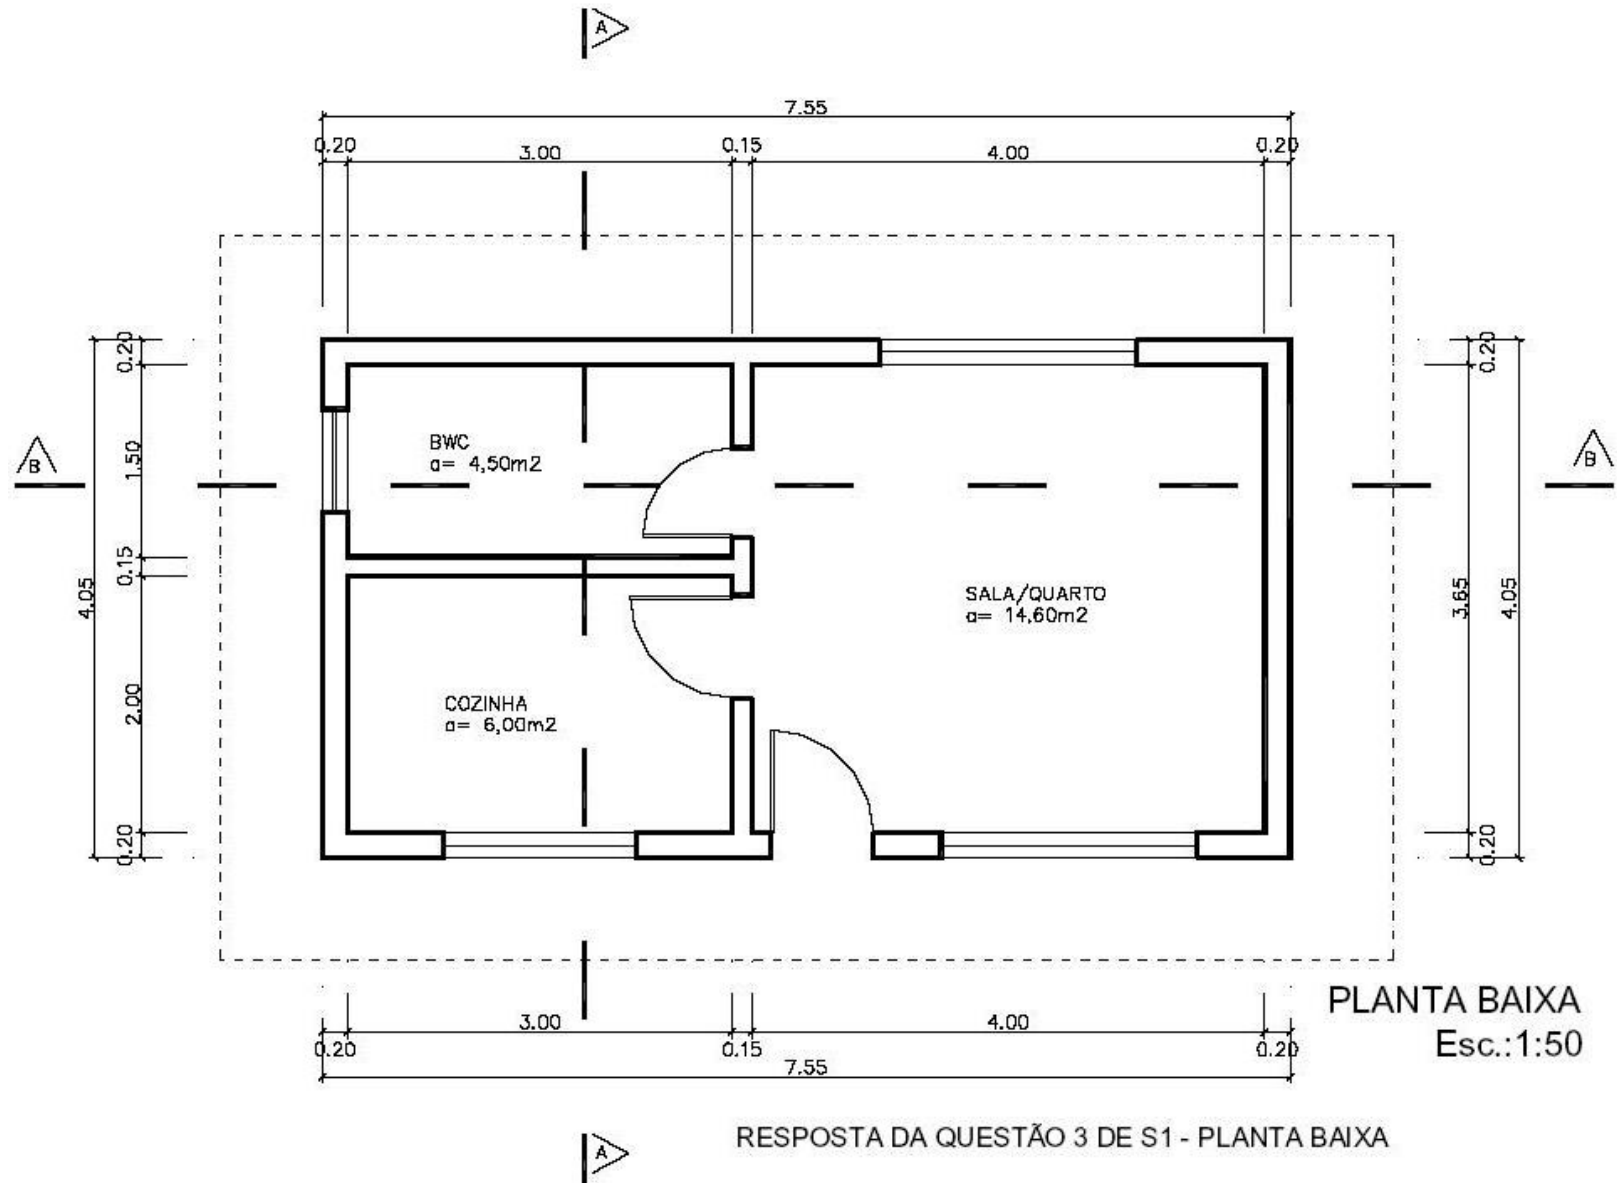 A
7.55
0.20
3.00
0.15
4.00
0.20
0.20
1.50
0.15
4.05
2.00
0.20
B
BWC
a= 4,50m2
B
0.20
3.65
4.05
0.20
SALA/QUARTO
a= 14,60m2
COZINHA
a= 6,00m2
3.00
4.00
0.20
0.15
0.20
7.55
PLANTA BAIXA
Esc.:1:50
RESPOSTA DA QUESTÃO 3 DE S1 - PLANTA BAIXA
A